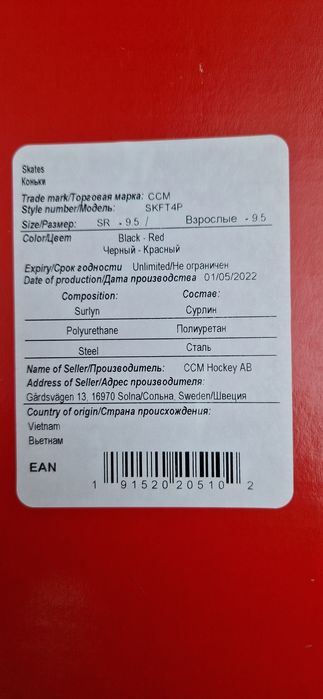 Skates
Коньки
Trade mark/Торговая марка: CCM
Style number/Модель: SKFT4P
Size/Размер: SR - 9.5 / Взрослые - 9.5
Color/Цвет Black - Red
Черный - Красный
Expiry/Срок годности Unlimited/Не ограничен
Date of production/Дата производства 01/05/2022
Composition: Состав:
Surlyn Сурлин
Polyurethane Полиуретан
Steel Сталь
Name of Seller/Производитель: CCM Hockey AB
Address of Seller/Адрес производителя:
Gårdsvägen 13, 16970 Solna/Сольна, Sweden/Швеция
Country of origin/Страна происхождения:
Vietnam
Вьетнам
EAN
1 91520 20510 2